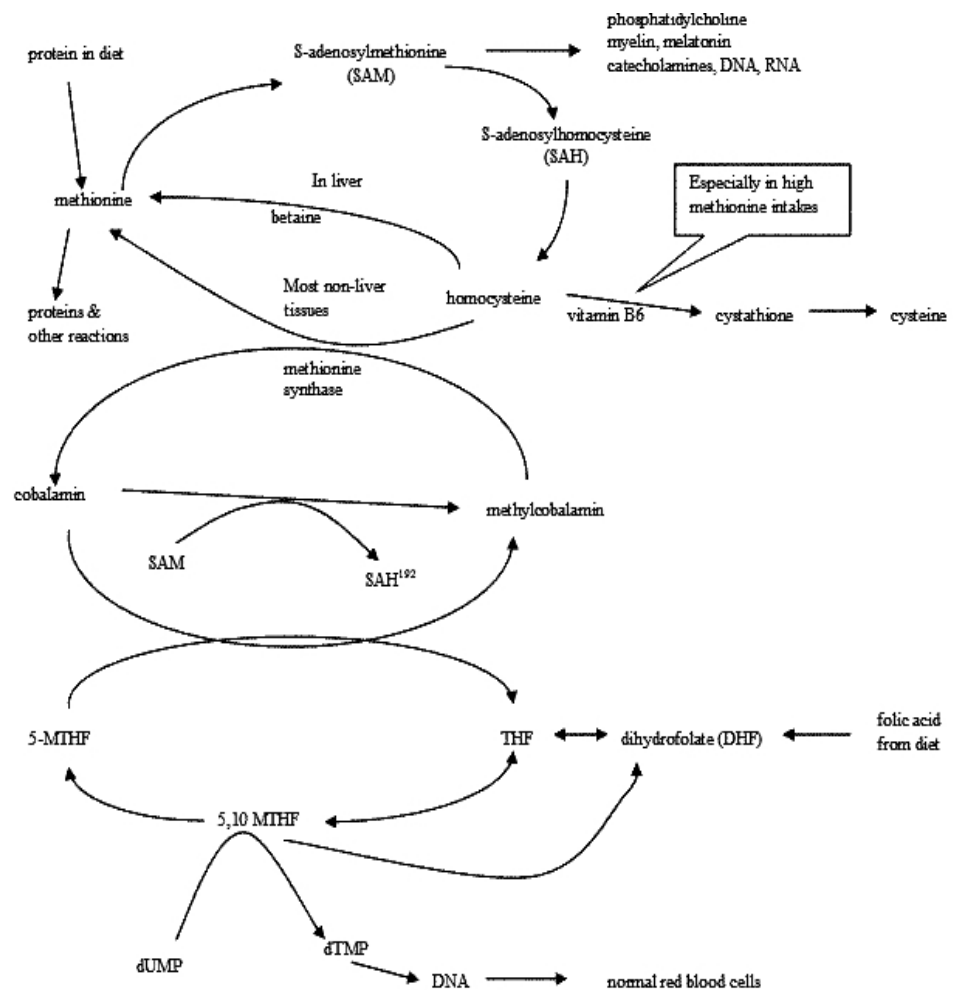 phosphatidylcholine
myelin, melatonin
catecholamines, DNA, RNA
protein in diet
S-adenosylmethionine
(SAM)
S-adenosylhomocysteine
(SAH)
Especially in high
methionine intakes
In liver
betaine
methionine
Most non-liver
tissues
homocysteine
vitamin B6
cystathione
cysteine
proteins &
other reactions
methionine
synthase
cobalamin
methylcobalamin
SAM
SAH192
5-MTHF
THF
dihydrofolate (DHF)
folic acid
from diet
5,10 MTHF
dUMP
dTMP
DNA
normal red blood cells